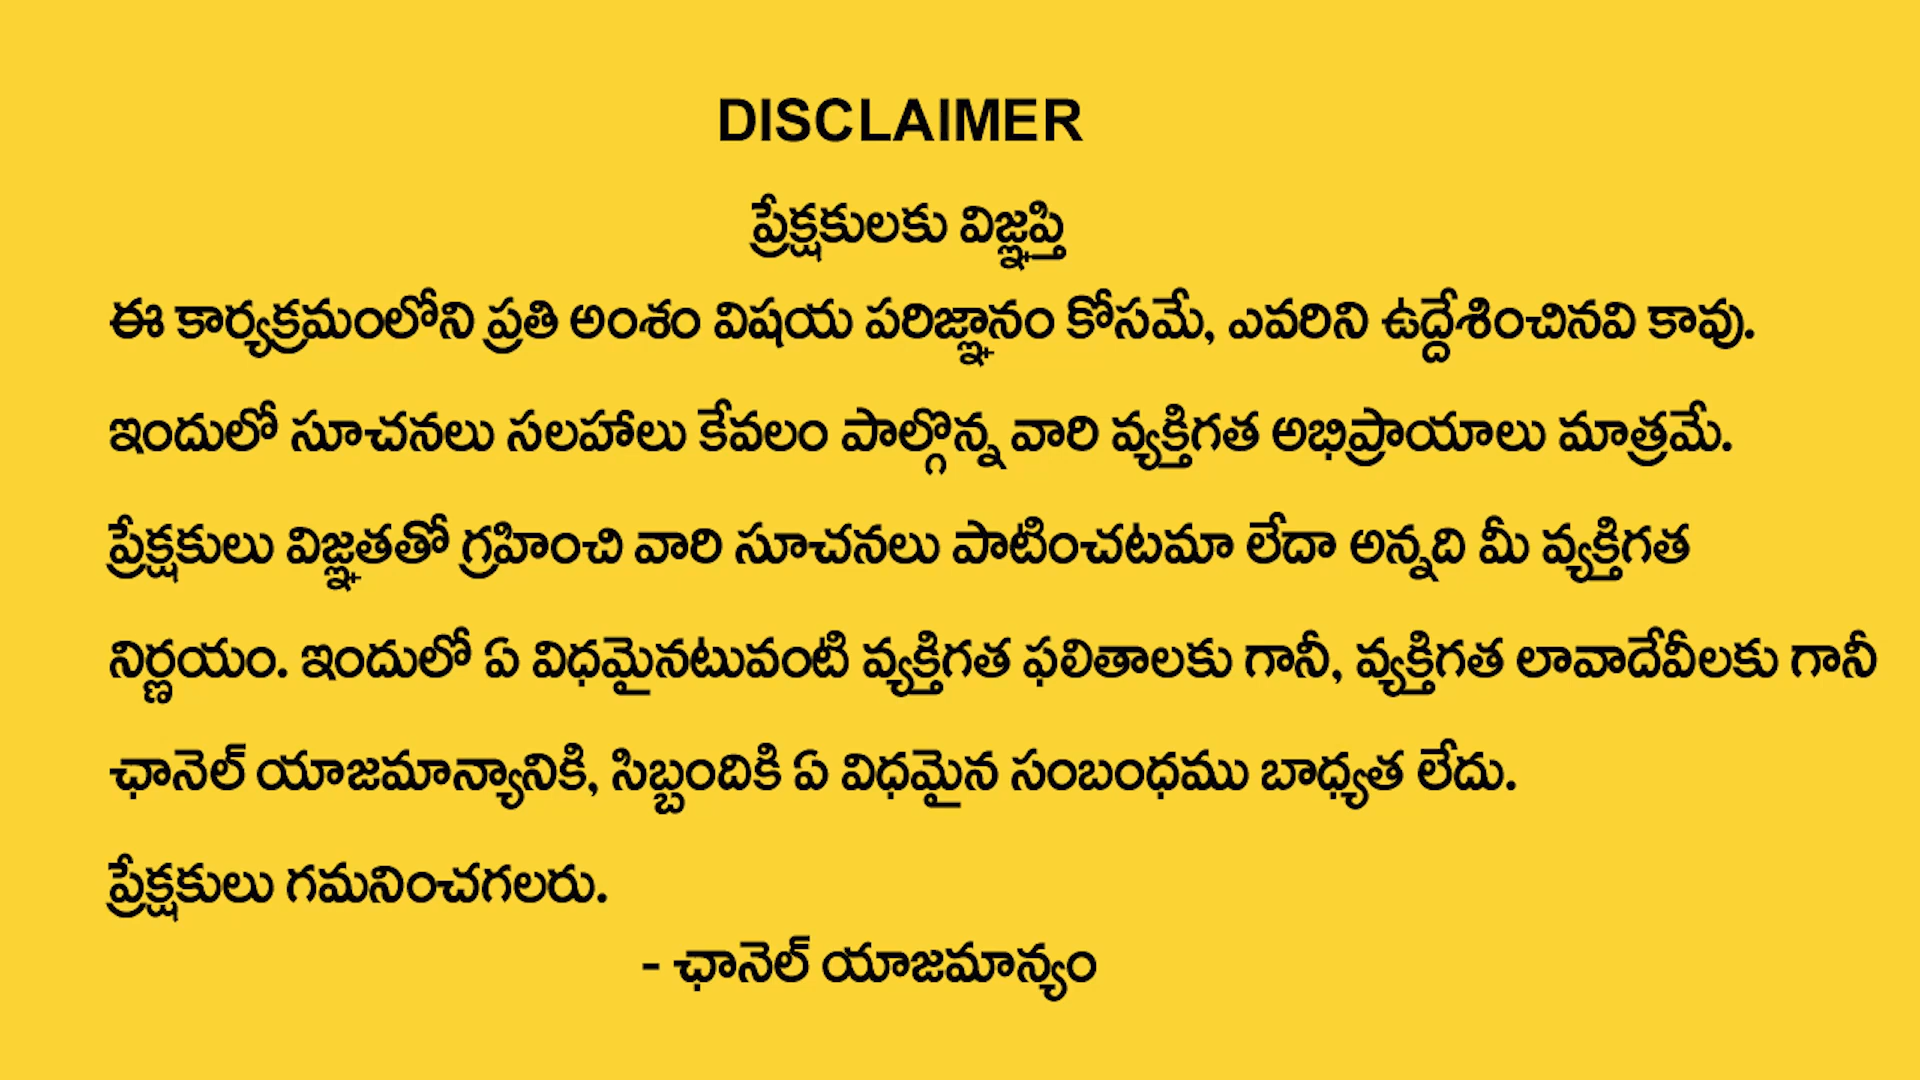 DISCLAIMER
ప్రేక్షకులకు విజ్ఞప్తి
ఈ కార్యక్రమంలోని ప్రతి అంశం విషయ పరిజ్ఞానం కోసమే, ఎవరిని ఉద్దేశించినవి కావు.
ఇందులో సూచనలు సలహాలు కేవలం పాల్గొన్న వారి వ్యక్తిగత అభిప్రాయాలు మాత్రమే.
ప్రేక్షకులు విజ్ఞతతో గ్రహించి వారి సూచనలు పాటించటమా లేదా అన్నది మీ వ్యక్తిగత
నిర్ణయం. ఇందులో ఏ విధమైనటువంటి వ్యక్తిగత ఫలితాలకు గానీ, వ్యక్తిగత లావాదేవీలకు గానీ
ఛానెల్ యాజమాన్యానికి, సిబ్బందికి ఏ విధమైన సంబంధము బాధ్యత లేదు.
ప్రేక్షకులు గమనించగలరు.
- ఛానెల్ యాజమాన్యం